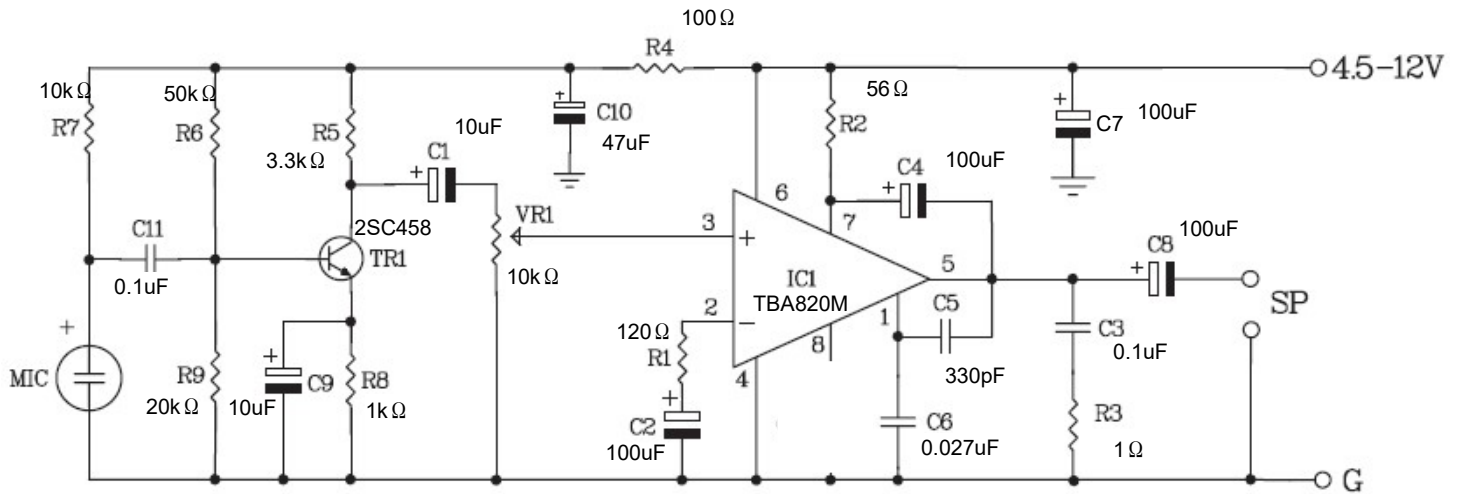 100Ω
R4
4.5-12V
10kΩ
R7
50kΩ
R6
R5
3.3kΩ
10uF
C1
+
+
C10
47uF
56Ω
R2
+
C7
100uF
C4
100uF
+
6
7
C11
0.1uF
2SC458
TR1
VR1
10kΩ
3
+
IC1
TBA820M
5
C8
100uF
+
SP
2
−
120Ω
R1
1
C5
330pF
8
4
C3
0.1uF
+
MIC
R9
20kΩ
+
C9
10uF
R8
1kΩ
+
C2
100uF
C6
0.027uF
R3
1Ω
G